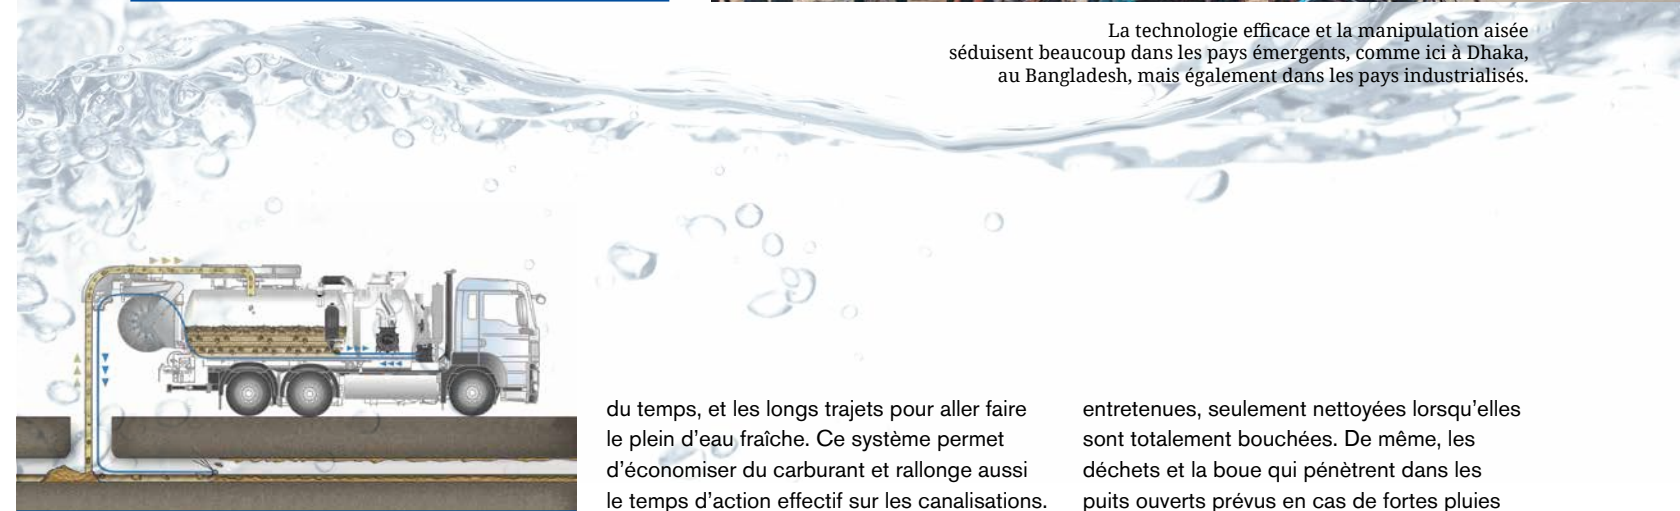 La technologie efficace et la manipulation aisée
séduisent beaucoup dans les pays émergents, comme ici à Dhaka,
au Bangladesh, mais également dans les pays industrialisés.
du temps, et les longs trajets pour aller faire
le plein d’eau fraîche. Ce système permet
d’économiser du carburant et rallonge aussi
le temps d’action effectif sur les canalisations.
entretenues, seulement nettoyées lorsqu’elles
sont totalement bouchées. De même, les
déchets et la boue qui pénètrent dans les
puits ouverts prévus en cas de fortes pluies